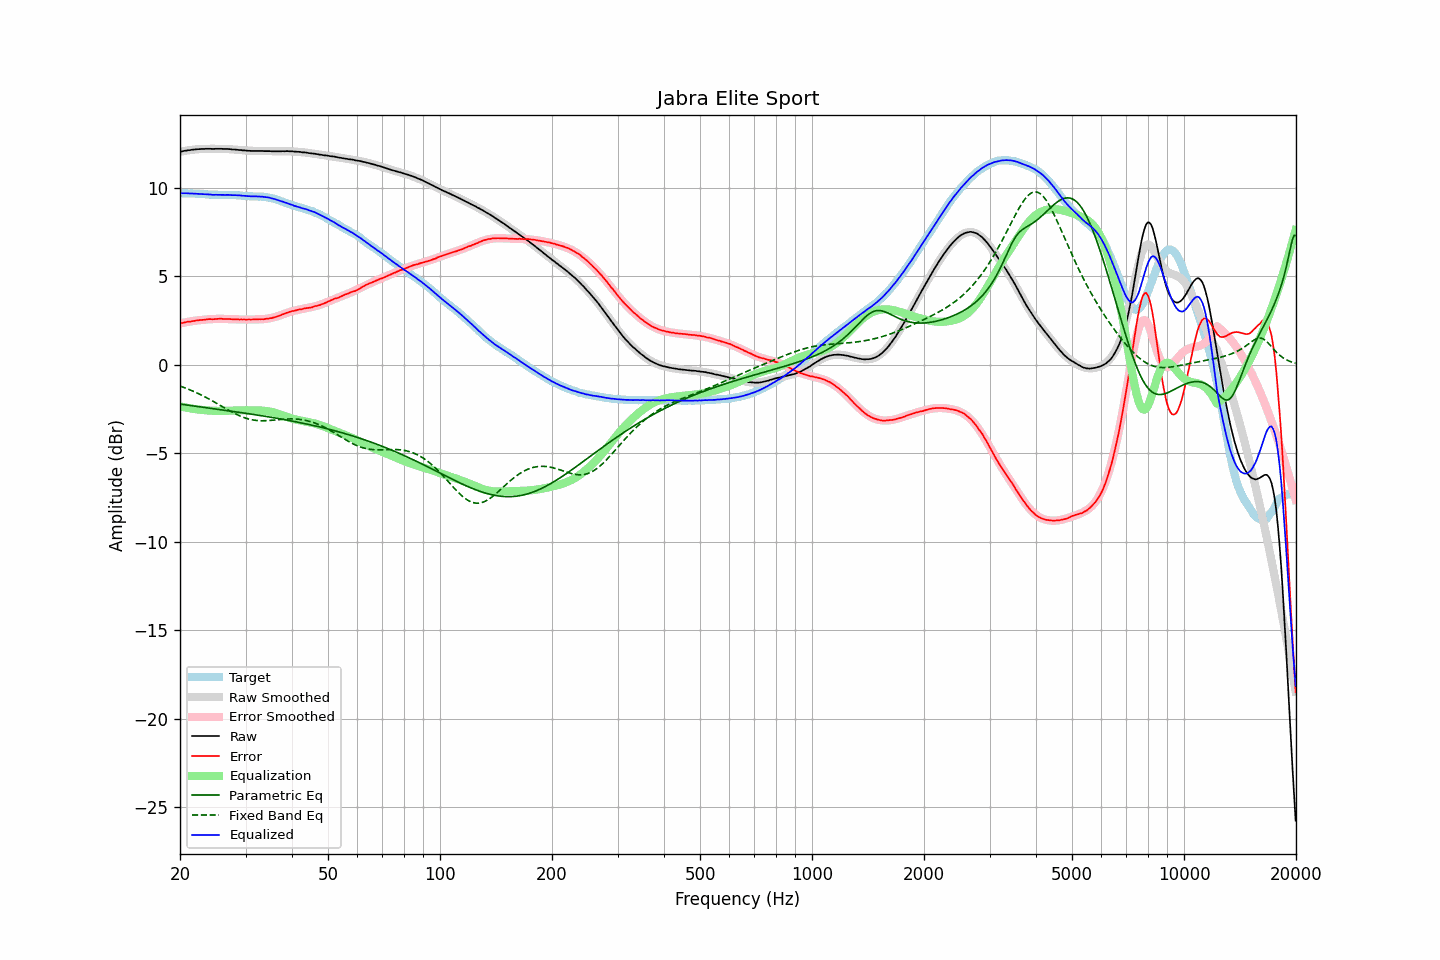 Jabra Elite Sport
Amplitude (dBr)
10
5
0
−5
−10
−15
−20
−25
Target
Raw Smoothed
Error Smoothed
Raw
Error
Equalization
Parametric Eq
Fixed Band Eq
Equalized
20 50 100 200 500 1000 2000 5000 10000 20000
Frequency (Hz)